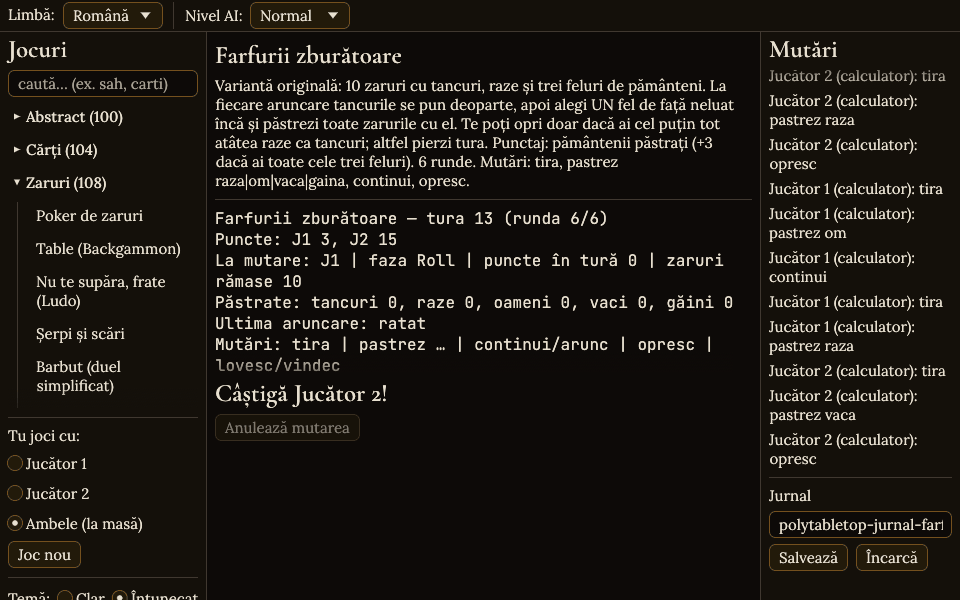 Limbă: Română ▼ Nivel AI: Normal ▼
Jocuri
caută... (ex. sah, carti)
▸ Abstract (100)
▸ Cărți (104)
▾ Zaruri (108)
Poker de zaruri
Table (Backgammon)
Nu te supăra, frate
(Ludo)
Șerpi și scări
Barbut (duel
simplificat)
Tu joci cu:
Jucător 1
Jucător 2
Ambele (la masă)
Joc nou
Temă: Clar Întunecat
Farfurii zburătoare
Variantă originală: 10 zaruri cu tancuri, raze și trei feluri de pământeni. La
fiecare aruncare tancurile se pun deoparte, apoi alegi UN fel de față neluat
încă și păstrezi toate zarurile cu el. Te poți opri doar dacă ai cel puțin tot
atâtea raze ca tancuri; altfel pierzi tura. Punctaj: pământenii păstrați (+3
dacă ai toate cele trei feluri). 6 runde. Mutări: tira, pastrez
raza|om|vaca|gaina, continui, opresc.
Farfurii zburătoare — tura 13 (runda 6/6)
Puncte: J1 3, J2 15
La mutare: J1 | faza Roll | puncte în tură 0 | zaruri
rămase 10
Păstrate: tancuri 0, raze 0, oameni 0, vaci 0, găini 0
Ultima aruncare: ratat
Mutări: tira | pastrez … | continui/arunc | opresc |
lovesc/vindec
Câștigă Jucător 2!
Anulează mutarea
Mutări
Jucător 2 (calculator): tira
Jucător 2 (calculator):
pastrez raza
Jucător 2 (calculator):
opresc
Jucător 1 (calculator): tira
Jucător 1 (calculator):
pastrez om
Jucător 1 (calculator):
continui
Jucător 1 (calculator): tira
Jucător 1 (calculator):
pastrez raza
Jucător 2 (calculator): tira
Jucător 2 (calculator):
pastrez vaca
Jucător 2 (calculator):
opresc
Jurnal
polytabletop-jurnal-farf
Salvează Încarcă